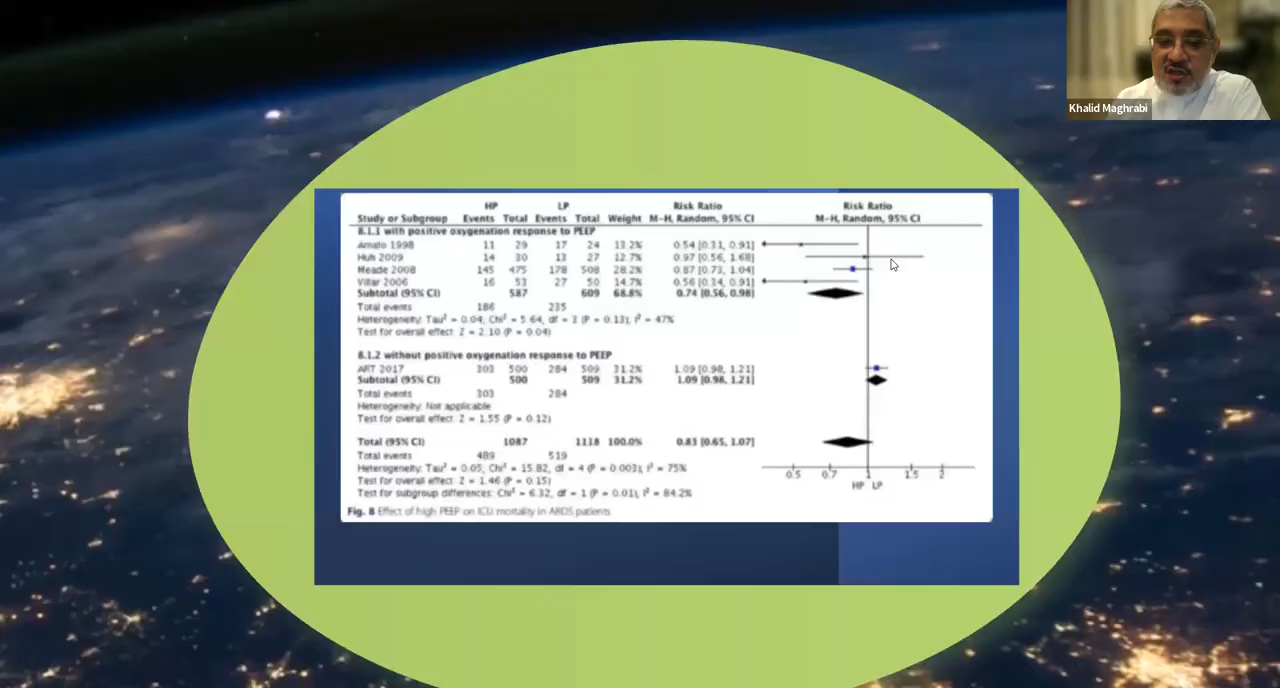 Khalid Maghrabi
HP LP Risk Ratio Risk Ratio
Study or Subgroup Events Total Events Total Weight M-H, Random, 95% CI M-H, Random, 95% CI
8.1.1 with positive oxygenation response to PEEP
Amato 1998 11 29 17 24 13.2% 0.54 [0.31, 0.91]
Huh 2009 14 30 13 27 12.7% 0.97 [0.56, 1.68]
Meade 2008 145 475 178 508 28.2% 0.87 [0.73, 1.04]
Villar 2006 16 53 27 50 14.7% 0.56 [0.34, 0.91]
Subtotal (95% CI) 587 609 68.8% 0.74 [0.56, 0.98]
Total events 186 235
Heterogeneity: Tau² = 0.04; Chi² = 5.64, df = 3 (P = 0.13); I² = 47%
Test for overall effect: Z = 2.10 (P = 0.04)
8.1.2 without positive oxygenation response to PEEP
ART 2017 303 500 284 509 31.2% 1.09 [0.98, 1.21]
Subtotal (95% CI) 500 509 31.2% 1.09 [0.98, 1.21]
Total events 303 284
Heterogeneity: Not applicable
Test for overall effect: Z = 1.55 (P = 0.12)
Total (95% CI) 1087 1118 100.0% 0.83 [0.65, 1.07]
Total events 489 519
Heterogeneity: Tau² = 0.05; Chi² = 15.82, df = 4 (P = 0.003); I² = 75%
Test for overall effect: Z = 1.46 (P = 0.15)
Test for subgroup differences: Chi² = 6.32, df = 1 (P = 0.01), I² = 84.2%
0.5 0.7 1 1.5 2
HP LP
Fig. 8 Effect of high PEEP on ICU mortality in ARDS patients